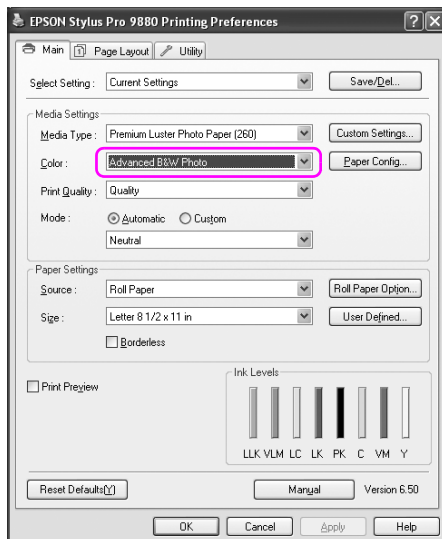 EPSON Stylus Pro 9880 Printing Preferences
Main Page Layout Utility
Select Setting : Current Settings Save/Del...
Media Settings
Media Type : Premium Luster Photo Paper (260) Custom Settings...
Color : Advanced B&W Photo Paper Config...
Print Quality : Quality
Mode : Automatic Custom
Neutral
Paper Settings
Source : Roll Paper Roll Paper Option...
Size : Letter 8 1/2 x 11 in User Defined...
Borderless
Print Preview
Ink Levels
LLK VLM LC LK PK C VM Y
Reset Defaults(Y) Manual Version 6.50
OK Cancel Apply Help